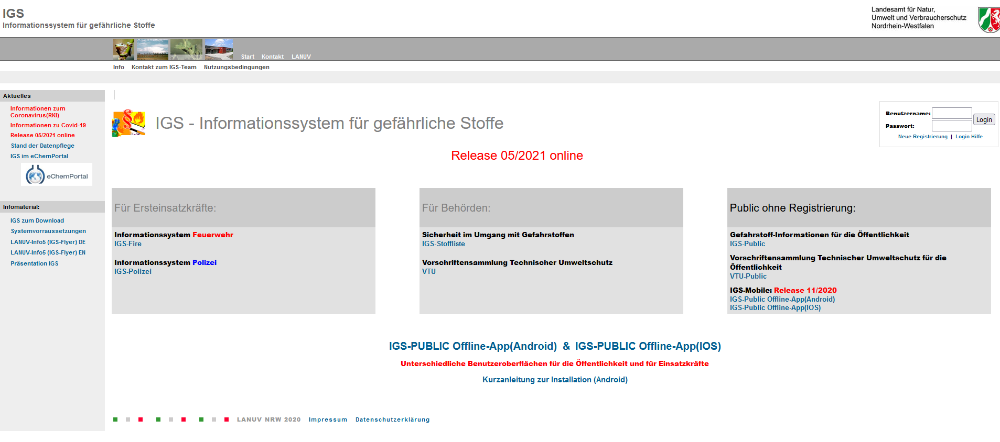 IGS
Informationssystem für gefährliche Stoffe
Landesamt für Natur,
Umwelt und Verbraucherschutz
Nordrhein-Westfalen
Start Kontakt LANUV
Info Kontakt zum IGS-Team Nutzungsbedingungen
Aktuelles
Informationen zum
Coronavirus(RKI)
Informationen zu Covid-19
Release 05/2021 online
Stand der Datenpflege
IGS im eChemPortal
eChemPortal
Infomaterial:
IGS zum Download
Systemvorraussetzungen
LANUV-Info5 (IGS-Flyer) DE
LANUV-Info5 (IGS-Flyer) EN
Präsentation IGS
§
IGS - Informationssystem für gefährliche Stoffe
Benutzername:
Passwort:
Login
Neue Registrierung | Login Hilfe
Release 05/2021 online
Für Ersteinsatzkräfte:
Informationssystem Feuerwehr
IGS-Fire
Informationssystem Polizei
IGS-Polizei
Für Behörden:
Sicherheit im Umgang mit Gefahrstoffen
IGS-Stoffliste
Vorschriftensammlung Technischer Umweltschutz
VTU
Public ohne Registrierung:
Gefahrstoff-Informationen für die Öffentlichkeit
IGS-Public
Vorschriftensammlung Technischer Umweltschutz für die
Öffentlichkeit
VTU-Public
IGS-Mobile: Release 11/2020
IGS-Public Offline-App(Android)
IGS-Public Offline-App(IOS)
IGS-PUBLIC Offline-App(Android) & IGS-PUBLIC Offline-App(IOS)
Unterschiedliche Benutzeroberflächen für die Öffentlichkeit und für Einsatzkräfte
Kurzanleitung zur Installation (Android)
LANUV NRW 2020 Impressum Datenschutzerklärung